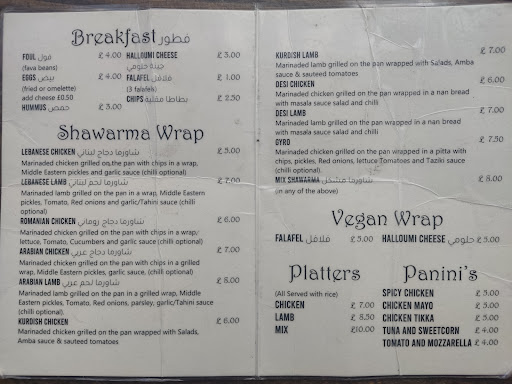 Breakfast فطور
FOUL فول £ 4.00 HALLOUMI CHEESE £ 3.00
(fava beans) جبنة حلومي
EGGS بيض £ 4.00 FALAFEL فلافل £ 1.00
(fried or omelette) (3 falafels)
add cheese £0.50 CHIPS بطاطا مقلية £ 2.50
HUMMUS حمص £ 3.00
Shawarma Wrap
LEBANESE CHICKEN شاورما دجاج لبناني £ 5.00
Marinaded chicken grilled on the pan with chips in a wrap,
Middle Eastern pickles and garlic sauce (chilli optional)
LEBANESE LAMB شاورما لحم لبناني £ 7.00
Marinaded lamb grilled on the pan in a wrap, Middle Eastern
pickles, Tomato, Red onions and garlic/Tahini sauce (chilli
optional)
ROMANIAN CHICKEN شاورما دجاج روماني £ 6.00
Marinaded chicken grilled on the pan with chips in a wrap,
lettuce, Tomato, Cucumbers and garlic sauce (chilli optional)
ARABIAN CHICKEN شاورما دجاج عربي £ 7.00
Marinaded chicken grilled on the pan with chips in a grilled
wrap, Middle Eastern pickles, garlic sauce, (chilli optional)
ARABIAN LAMB شاورما لحم عربي £ 8.00
Marinaded lamb grilled on the pan in a grilled wrap, Middle
Eastern pickles, Tomato, Red onions, parsley, garlic/Tahini sauce
(chilli optional).
KURDISH CHICKEN £ 6.00
Marinaded chicken grilled on the pan wrapped with Salads,
Amba sauce & sauteed tomatoes
KURDISH LAMB £ 7.00
Marinaded lamb grilled on the pan wrapped with Salads, Amba
sauce & sauteed tomatoes
DESI CHICKEN £ 6.00
Marinaded chicken grilled on the pan wrapped in a nan bread
with masala sauce salad and chilli
DESI LAMB £ 7.00
Marinaded lamb grilled on the pan wrapped in a nan bread
with masala sauce salad and chilli
GYRO £ 7.50
Marinaded chicken grilled on the pan wrapped in a pitta with
chips, pickles, Red onions, lettuce Tomatoes and Taziki sauce
(chilli optional)
MIX SHAWARMA شاورما مشكل £ 8.00
(in any of the above)
Vegan Wrap
FALAFEL فلافل £ 5.00 HALLOUMI CHEESE حلومي £ 5.00
Platters
(All Served with rice)
CHICKEN £ 7.00
LAMB £ 8.50
MIX £10.00
Panini's
SPICY CHICKEN £ 5.00
CHICKEN MAYO £ 5.00
CHICKEN TIKKA £ 5.00
TUNA AND SWEETCORN £ 4.00
TOMATO AND MOZZARELLA £ 4.00